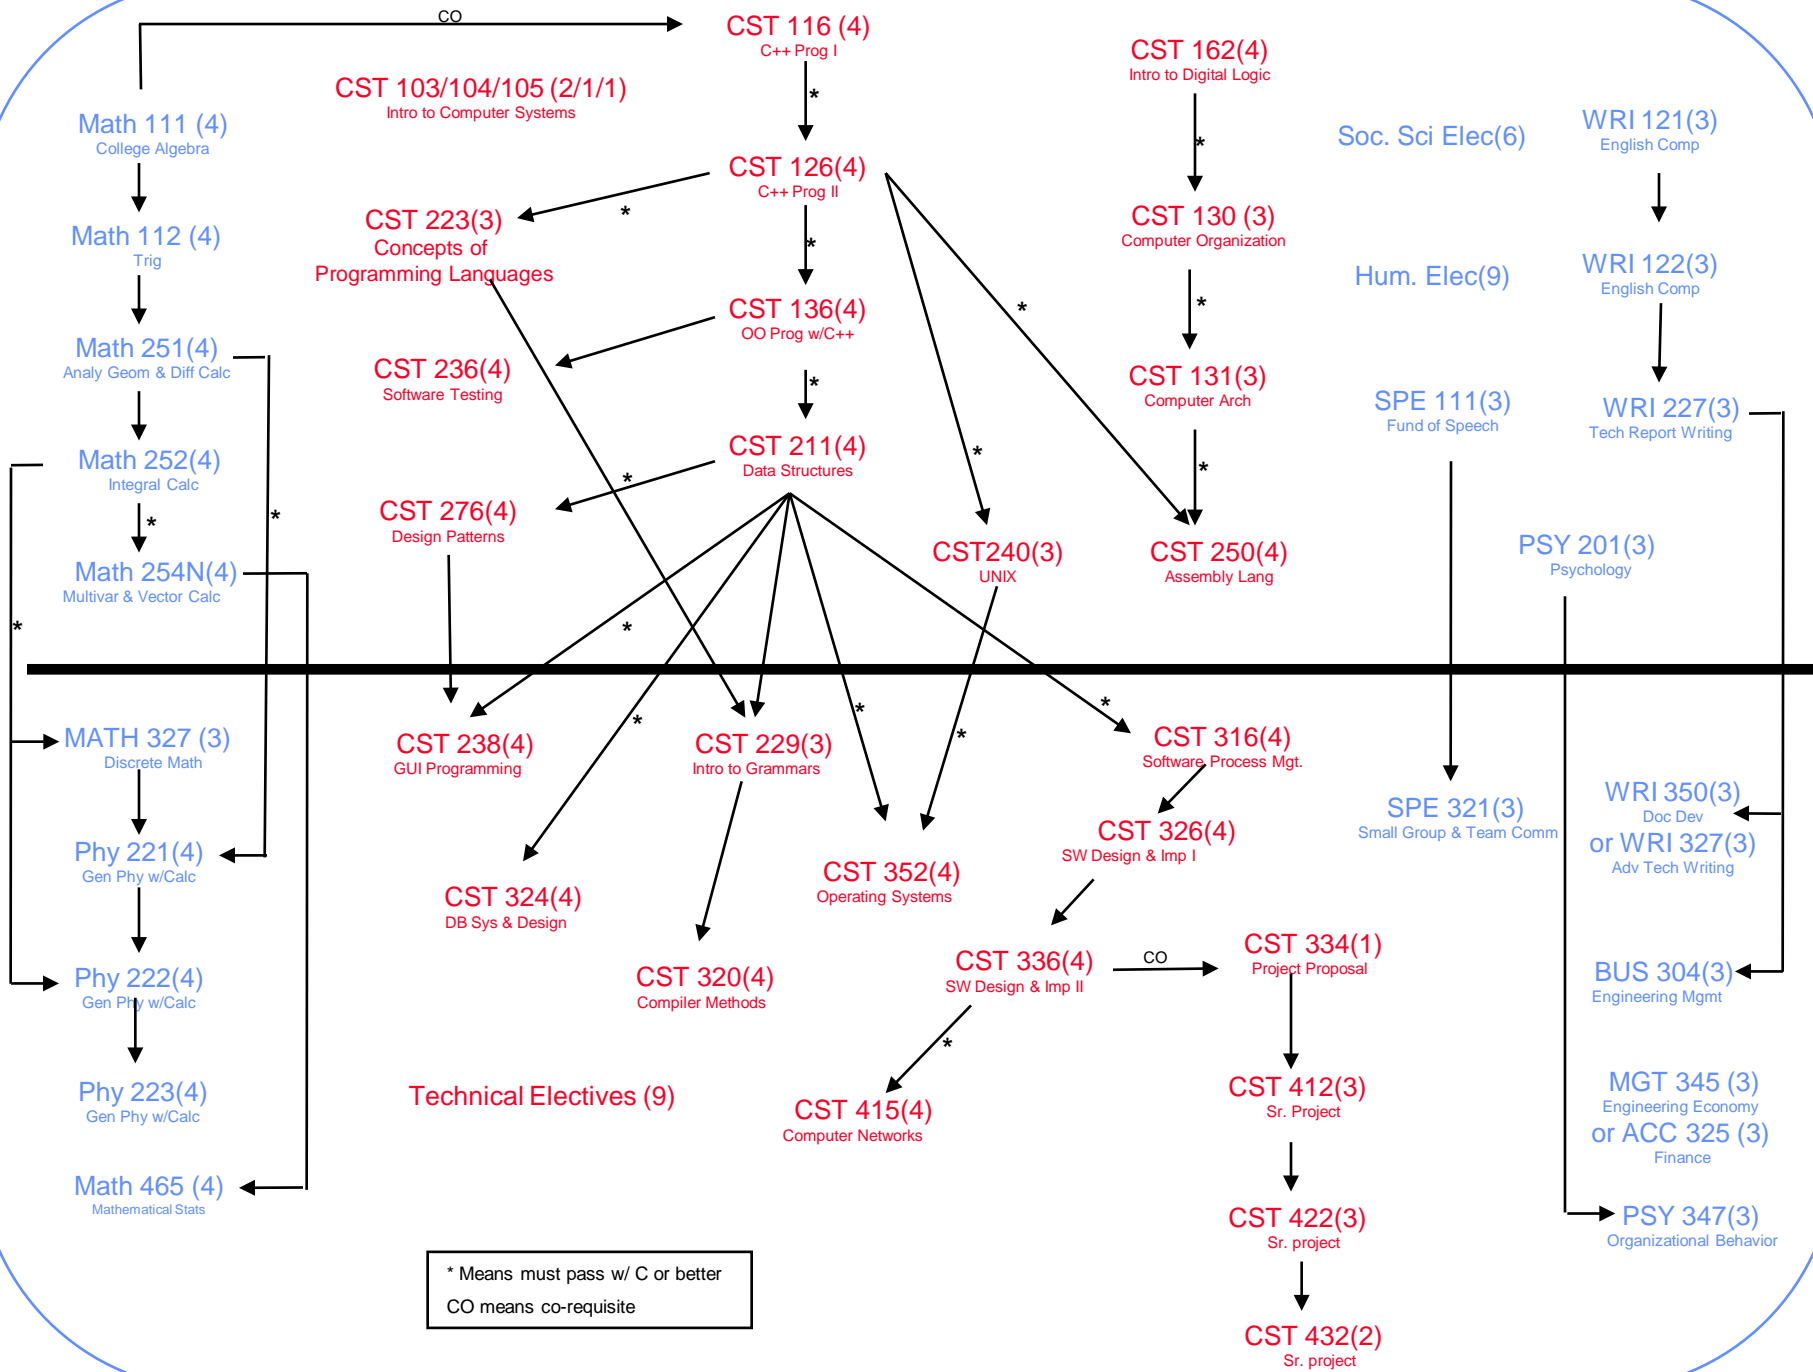 CO
CST 116 (4)
C++ Prog I
CST 162(4)
Intro to Digital Logic
CST 103/104/105 (2/1/1)
Intro to Computer Systems
*
Math 111 (4)
College Algebra
Soc. Sci Elec(6)
WRI 121(3)
English Comp
*
CST 126(4)
C++ Prog II
CST 223(3)
Concepts of
Programming Languages
*
*
CST 130 (3)
Computer Organization
Math 112 (4)
Trig
Hum. Elec(9)
WRI 122(3)
English Comp
*
*
CST 136(4)
OO Prog w/C++
Math 251(4)
Analy Geom & Diff Calc
CST 236(4)
Software Testing
*
CST 131(3)
Computer Arch
SPE 111(3)
Fund of Speech
WRI 227(3)
Tech Report Writing
Math 252(4)
Integral Calc
CST 211(4)
Data Structures
*
*
*
*
*
CST 276(4)
Design Patterns
CST240(3)
UNIX
CST 250(4)
Assembly Lang
PSY 201(3)
Psychology
Math 254N(4)
Multivar & Vector Calc
*
*
*
*
*
*
MATH 327 (3)
Discrete Math
CST 238(4)
GUI Programming
CST 229(3)
Intro to Grammars
CST 316(4)
Software Process Mgt.
SPE 321(3)
Small Group & Team Comm
WRI 350(3)
Doc Dev
or WRI 327(3)
Adv Tech Writing
Phy 221(4)
Gen Phy w/Calc
CST 326(4)
SW Design & Imp I
CST 324(4)
DB Sys & Design
CST 352(4)
Operating Systems
Phy 222(4)
Gen Phy w/Calc
CST 320(4)
Compiler Methods
CST 336(4)
SW Design & Imp II
CO
CST 334(1)
Project Proposal
BUS 304(3)
Engineering Mgmt
*
Phy 223(4)
Gen Phy w/Calc
Technical Electives (9)
CST 415(4)
Computer Networks
CST 412(3)
Sr. Project
MGT 345 (3)
Engineering Economy
or ACC 325 (3)
Finance
Math 465 (4)
Mathematical Stats
CST 422(3)
Sr. project
PSY 347(3)
Organizational Behavior
* Means must pass w/ C or better
CO means co-requisite
CST 432(2)
Sr. project